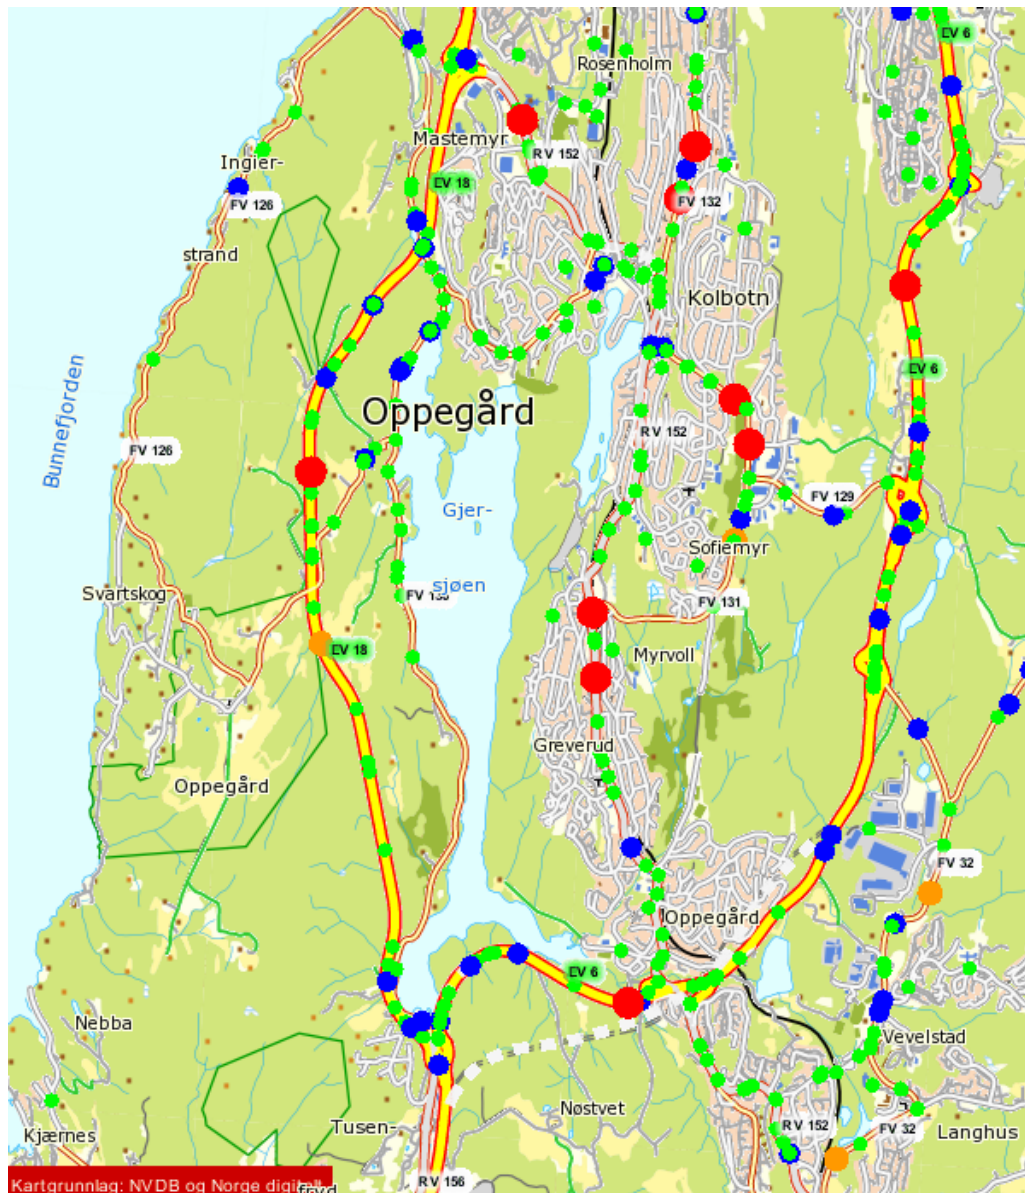 EV 6
Rosenholm
Mastemyr
RV 152
Ingier-
EV 18
FV 126
FV 132
strand
Kolbotn
Bunnefjorden
EV 6
Oppegård
RV 152
FV 126
Gjer-
FV 129
Sofiemyr
sjøen
Svartskog
FV 131
EV 18
Myrvoll
Greverud
Oppegård
FV 32
Oppegård
EV 6
Nebba
Vevelstad
Nøstvet
Tusen-
RV 152
FV 32
Langhus
Kjærnes
Kartgrunnlag: NVDB og Norge digitalt
RV 156